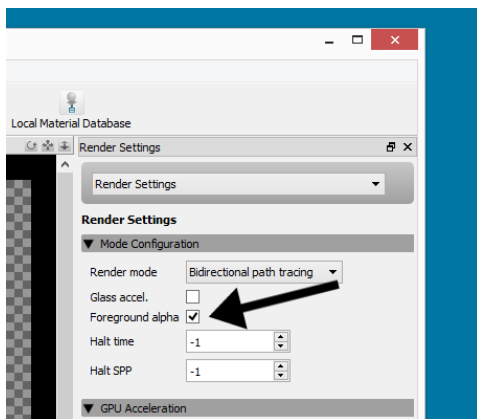 Local Material Database
Render Settings
Render Settings
Render Settings
▼ Mode Configuration
Render mode Bidirectional path tracing
Glass accel.
Foreground alpha
Halt time -1
Halt SPP -1
▼ GPU Acceleration